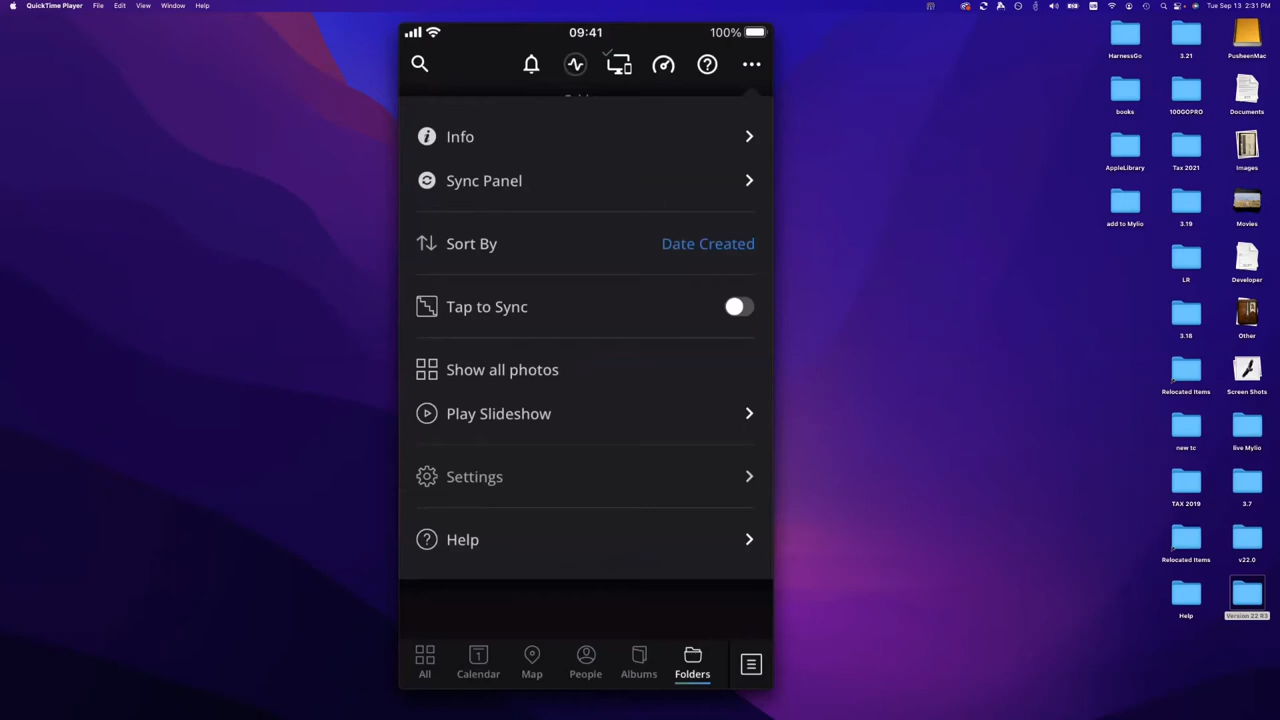 QuickTime Player File Edit View Window Help
Tue Sep 13 2:31 PM
09:41
100%
Info
Sync Panel
Sort By Date Created
Tap to Sync
Show all photos
Play Slideshow
Settings
Help
All Calendar Map People Albums Folders
HarnessGo 3.21 PusheenMac
books 100GOPRO Documents
AppleLibrary Tax 2021 Images
add to Mylio 3.19 Movies
LR Developer
3.18 Other
Relocated Items Screen Shots
new tc live Mylio
TAX 2019 3.7
Relocated Items v22.0
Help Version 22 R3